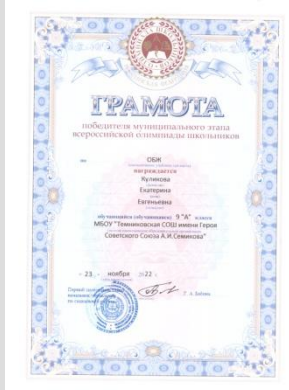 ГРАМОТА
победителя муниципального этапа
всероссийской олимпиады школьников
по ОБЖ
награждается
Куликова
Екатерина
Евгеньевна
обучающийся (обучающаяся) 9 "А" класса
МБОУ "Темниковская СОШ имени Героя
Советского Союза А.И.Семикова"
« 23 » ноября 2022 г.